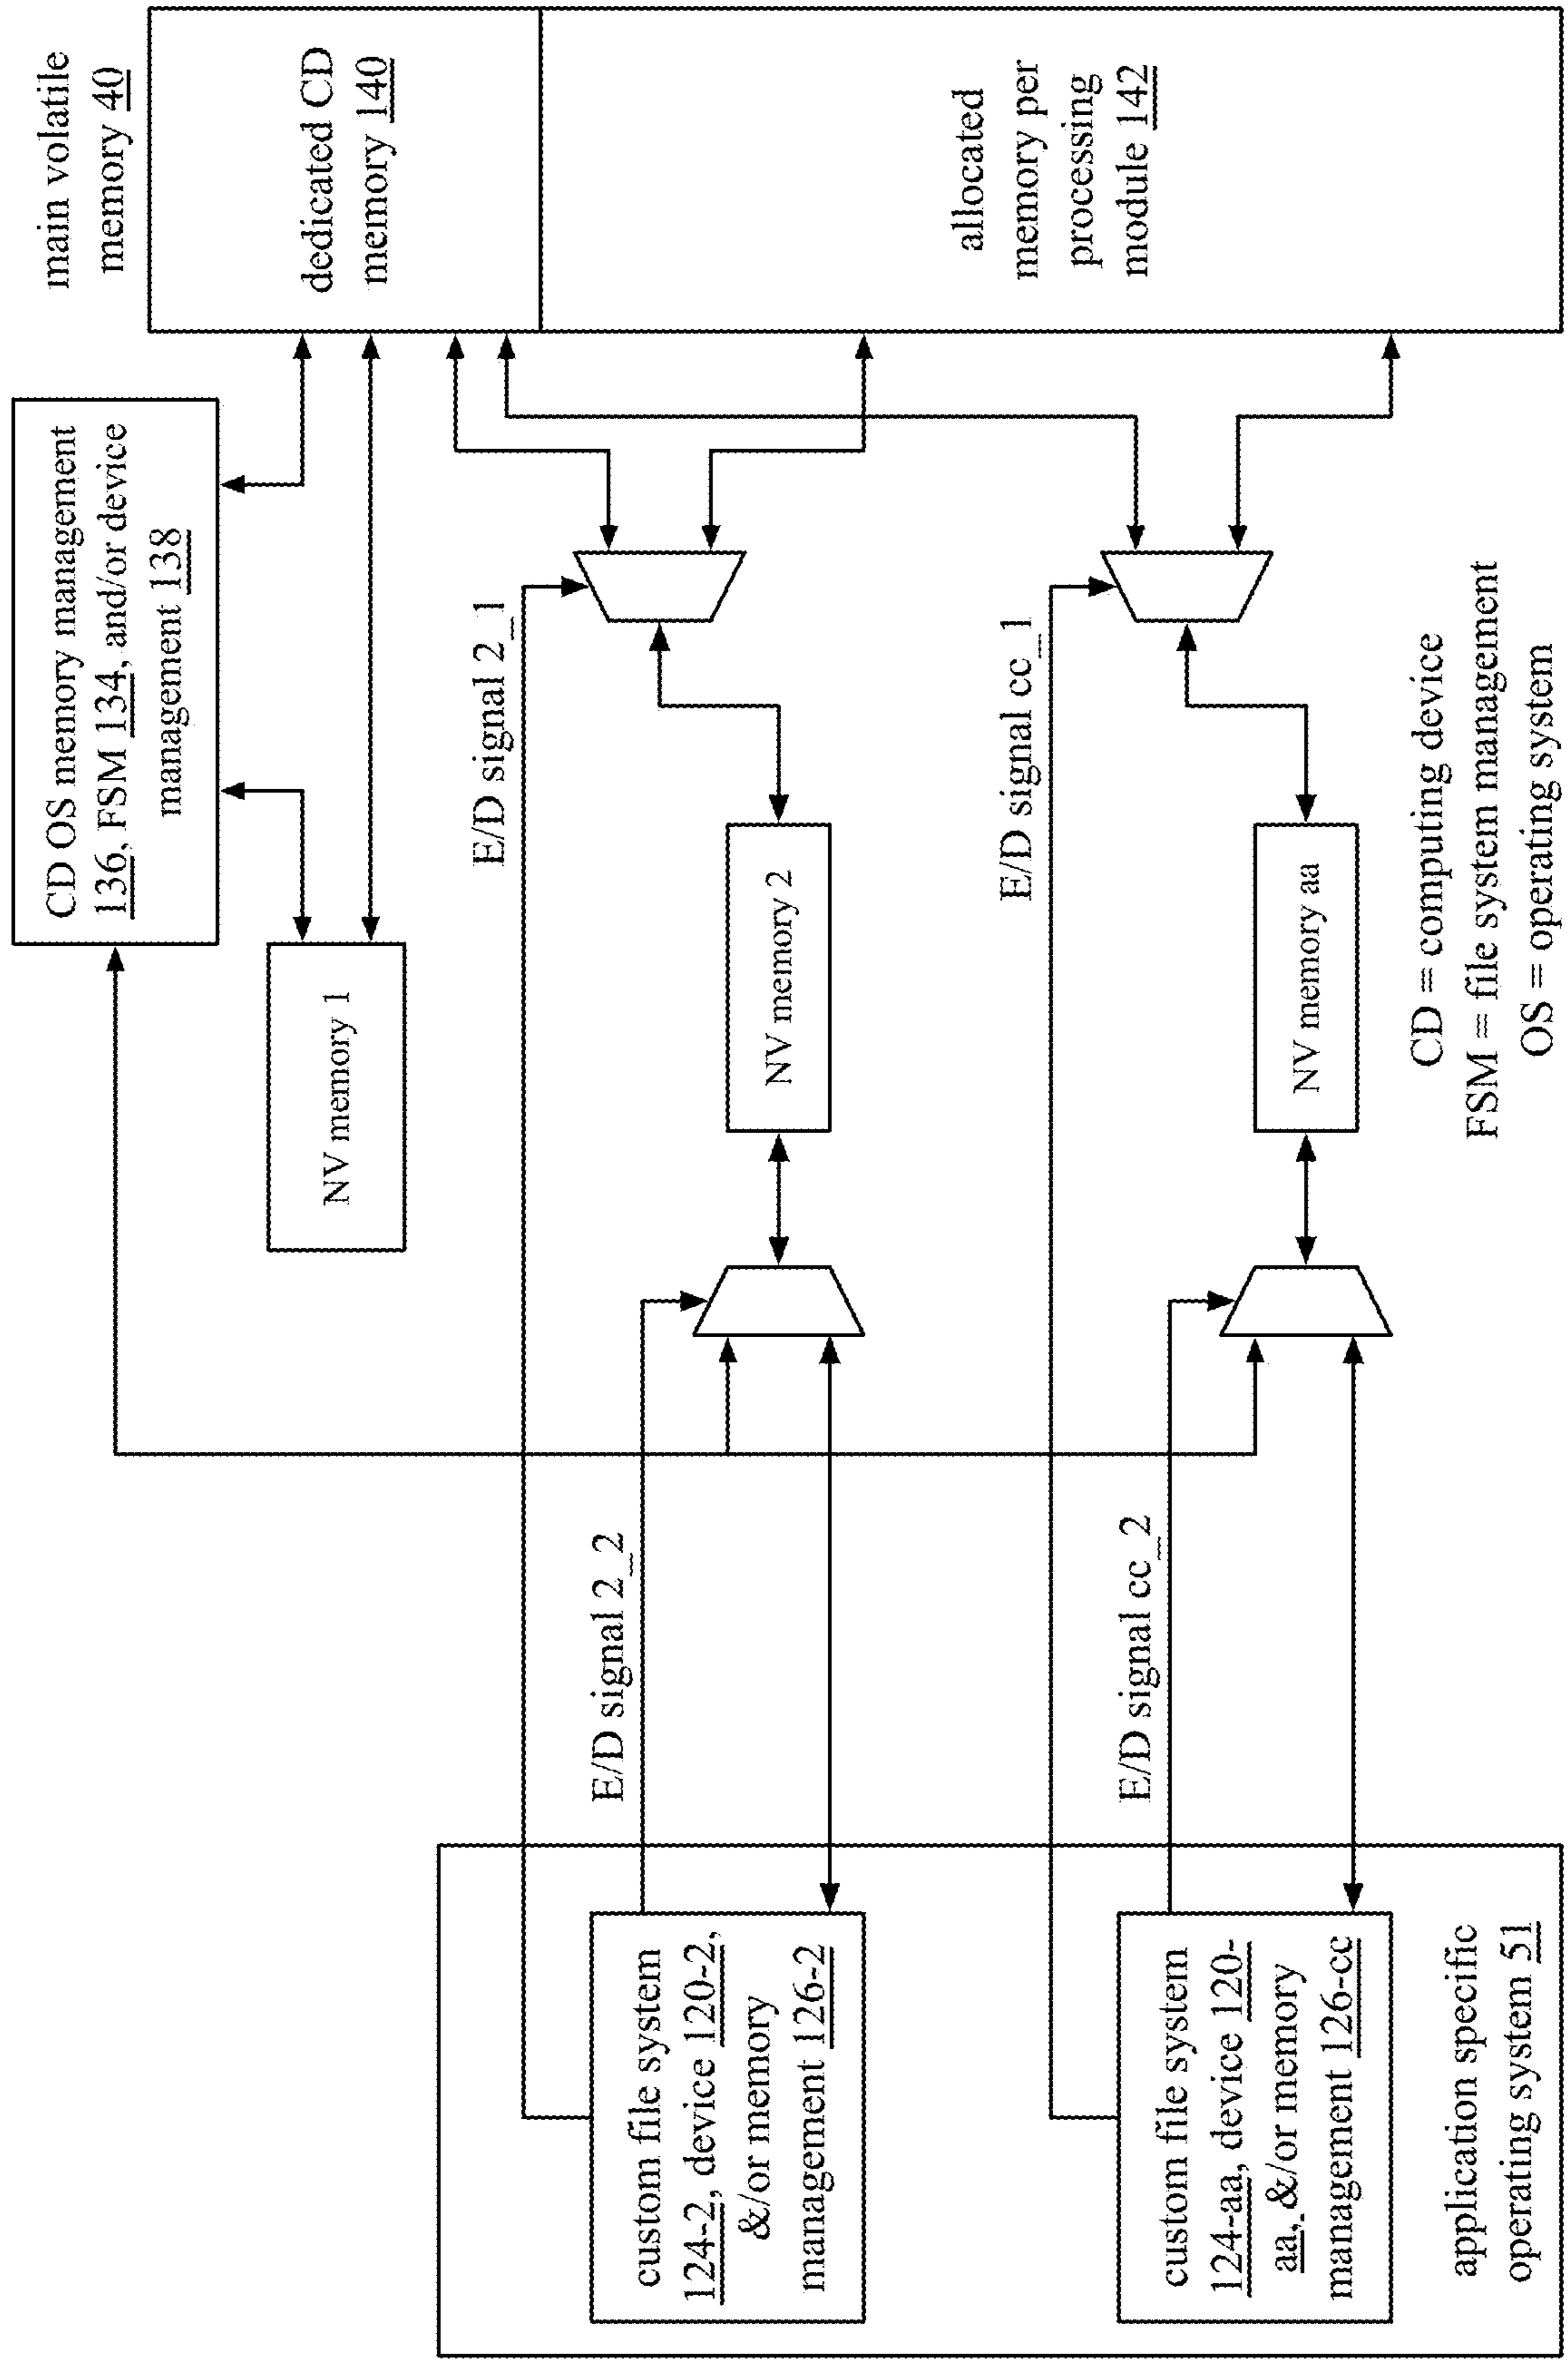 main volatile
memory 40
dedicated CD
memory 140
allocated
memory per
processing
module 142
CD OS memory management
136, FSM 134, and/or device
management 138
NV memory 1
E/D signal 2_1
NV memory 2
E/D signal 2_2
E/D signal cc_1
NV memory aa
E/D signal cc_2
custom file system
124-2, device 120-2,
&/or memory
management 126-2
custom file system
124-aa, device 120-
aa, &/or memory
management 126-cc
application specific
operating system 51
CD = computing device
FSM = file system management
OS = operating system